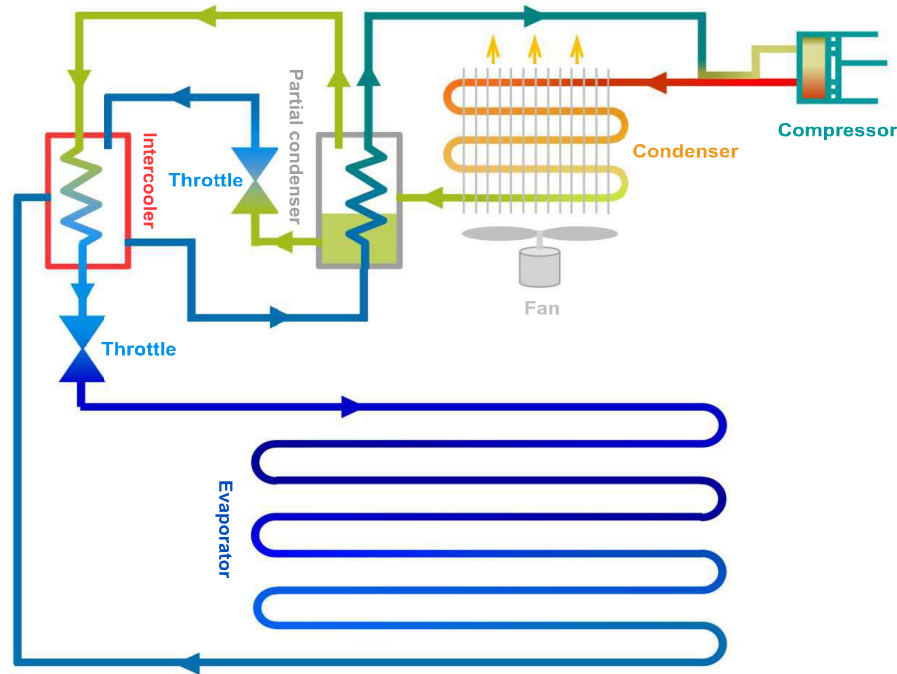 Partial condenser
Compressor
Intercooler
Condenser
Throttle
Fan
Throttle
Evaporator